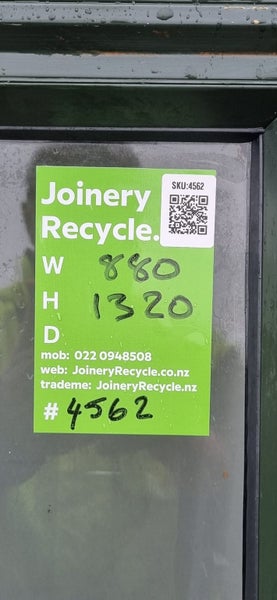 Joinery
SKU:4562
Recycle.
W 880
H 1320
D
mob: 022 0948508
web: JoineryRecycle.co.nz
trademe: JoineryRecycle.nz
# 4562